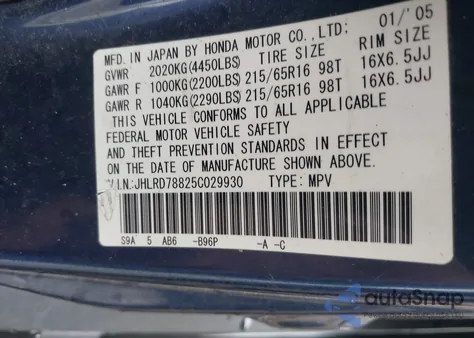 MFD. IN JAPAN BY HONDA MOTOR CO., LTD: 01/'05
GVWR 2020KG(4450LBS) TIRE SIZE RIM SIZE
GAWR F 1000KG(2200LBS) 215/65R16 98T 16X6.5JJ
GAWR R 1040KG(2290LBS) 215/65R16 98T 16X6.5JJ
THIS VEHICLE CONFORMS TO ALL APPLICABLE
FEDERAL MOTOR VEHICLE SAFETY
AND THEFT PREVENTION STANDARDS IN EFFECT
ON THE DATE OF MANUFACTURE SHOWN ABOVE.
V.I.N:JHLRD78825C029930 TYPE: MPV
S9A 5 AB6 -B96P -A -C
autoSnap